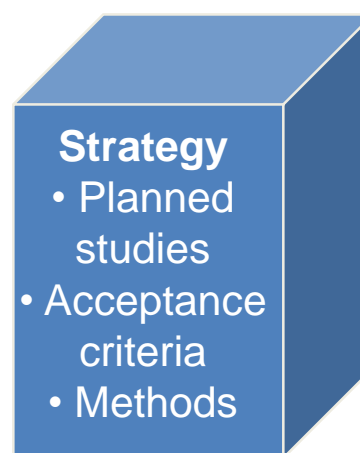 Strategy
• Planned
studies
• Acceptance
criteria
• Methods